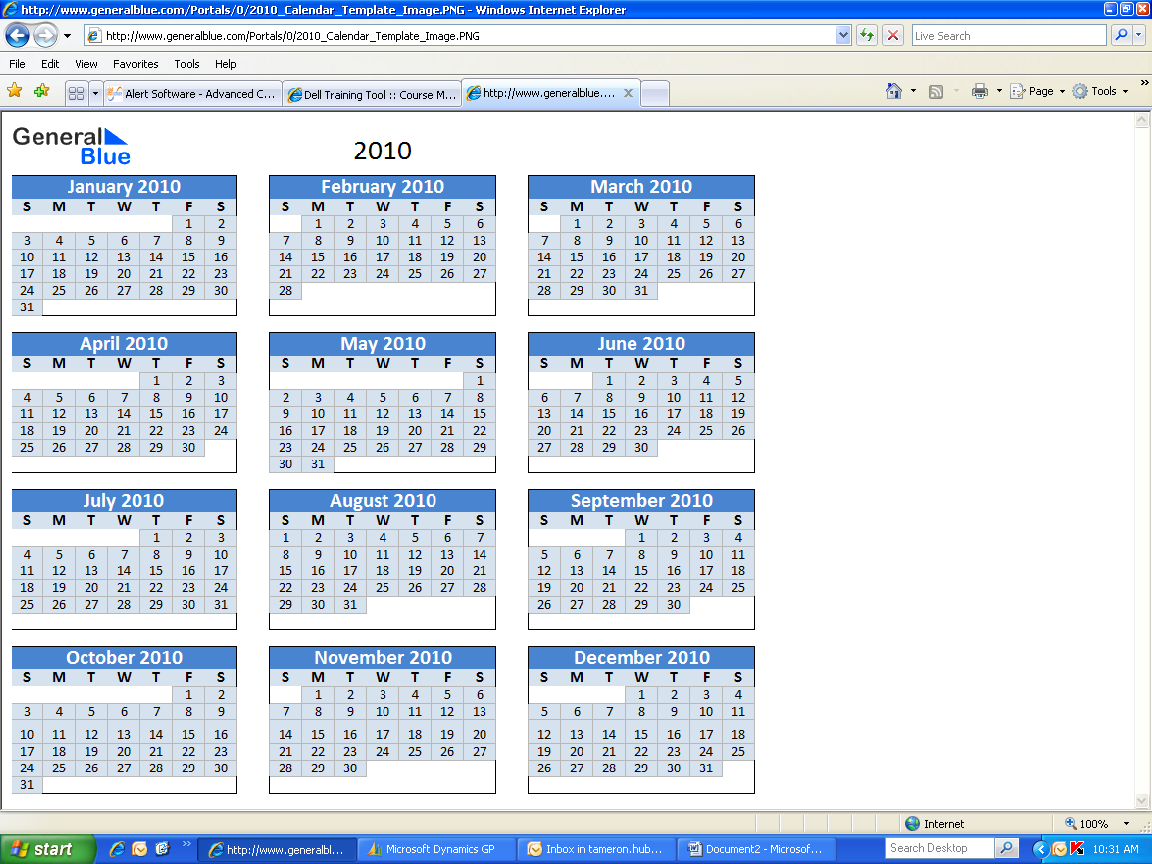 http://www.generalblue.com/Portals/0/2010_Calendar_Template_Image.PNG - Windows Internet Explorer
http://www.generalblue.com/Portals/0/2010_Calendar_Template_Image.PNG Live Search
File Edit View Favorites Tools Help
Alert Software - Advanced C... Dell Training Tool :: Course M... http://www.generalblue.... Page Tools
General
Blue
2010
January 2010 February 2010 March 2010
S M T W T F S S M T W T F S S M T W T F S
1 2 1 2 3 4 5 6 1 2 3 4 5 6
3 4 5 6 7 8 9 7 8 9 10 11 12 13 7 8 9 10 11 12 13
10 11 12 13 14 15 16 14 15 16 17 18 19 20 14 15 16 17 18 19 20
17 18 19 20 21 22 23 21 22 23 24 25 26 27 21 22 23 24 25 26 27
24 25 26 27 28 29 30 28 28 29 30 31
31
April 2010 May 2010 June 2010
S M T W T F S S M T W T F S S M T W T F S
1 2 3 1 1 2 3 4 5
4 5 6 7 8 9 10 2 3 4 5 6 7 8 6 7 8 9 10 11 12
11 12 13 14 15 16 17 9 10 11 12 13 14 15 13 14 15 16 17 18 19
18 19 20 21 22 23 24 16 17 18 19 20 21 22 20 21 22 23 24 25 26
25 26 27 28 29 30 23 24 25 26 27 28 29 27 28 29 30
30 31
July 2010 August 2010 September 2010
S M T W T F S S M T W T F S S M T W T F S
1 2 3 1 2 3 4 5 6 7 1 2 3 4
4 5 6 7 8 9 10 8 9 10 11 12 13 14 5 6 7 8 9 10 11
11 12 13 14 15 16 17 15 16 17 18 19 20 21 12 13 14 15 16 17 18
18 19 20 21 22 23 24 22 23 24 25 26 27 28 19 20 21 22 23 24 25
25 26 27 28 29 30 31 29 30 31 26 27 28 29 30
October 2010 November 2010 December 2010
S M T W T F S S M T W T F S S M T W T F S
1 2 1 2 3 4 5 6 1 2 3 4
3 4 5 6 7 8 9 7 8 9 10 11 12 13 5 6 7 8 9 10 11
10 11 12 13 14 15 16 14 15 16 17 18 19 20 12 13 14 15 16 17 18
17 18 19 20 21 22 23 21 22 23 24 25 26 27 19 20 21 22 23 24 25
24 25 26 27 28 29 30 28 29 30 26 27 28 29 30 31
31
Internet 100%
start http://www.generalbl... Microsoft Dynamics GP Inbox in tameron.hub... Document2 - Microsof... Search Desktop 10:31 AM